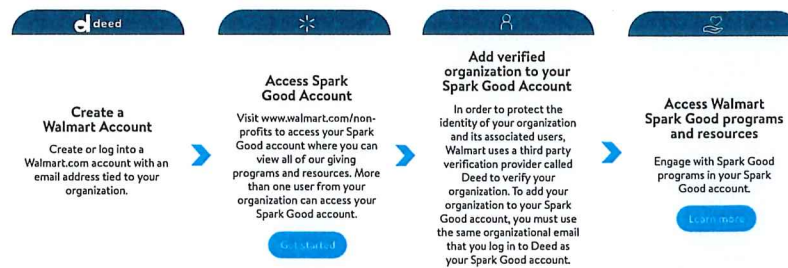 deed
Create a
Walmart Account
Create or log into a
Walmart.com account with an
email address tied to your
organization.
Access Spark
Good Account
Visit www.walmart.com/non-
profits to access your Spark
Good account where you can
view all of our giving
programs and resources. More
than one user from your
organization can access your
Spark Good account.
Get started
Add verified
organization to your
Spark Good Account
In order to protect the
identity of your organization
and its associated users,
Walmart uses a third party
verification provider called
Deed to verify your
organization. To add your
organization to your Spark
Good account, you must use
the same organizational email
that you log in to Deed as
your Spark Good account.
Access Walmart
Spark Good programs
and resources
Engage with Spark Good
programs in your Spark
Good account.
Learn more